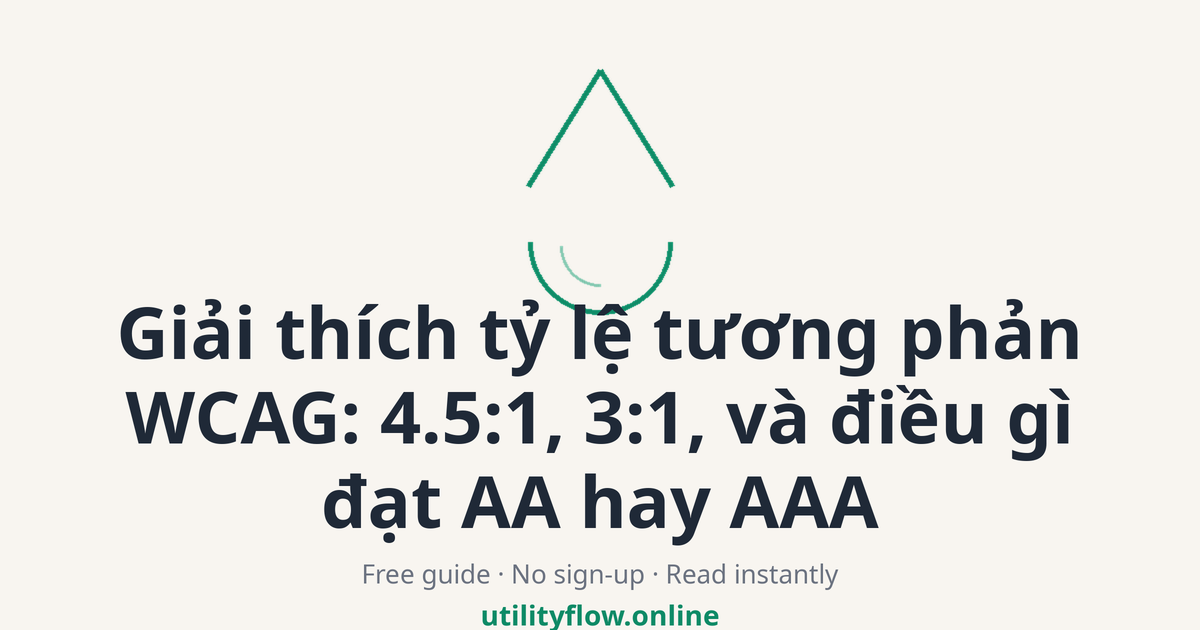 Giải thích tỷ lệ tương phản
WCAG: 4.5:1, 3:1, và điều gì
đạt AA hay AAA
Free guide · No sign-up · Read instantly
utilityflow.online